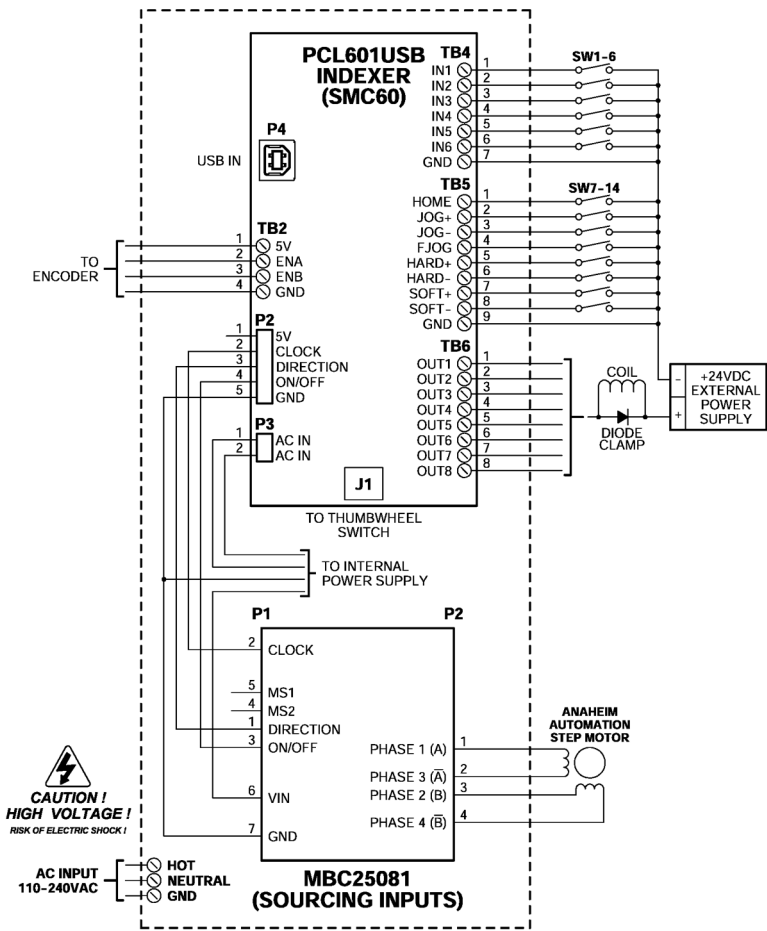 PCL601USB
INDEXER
(SMC60)
P4
USB IN
TB4
IN1 1
IN2 2
IN3 3
IN4 4
IN5 5
IN6 6
GND 7
SW1-6
TB5
HOME 1
JOG+ 2
JOG- 3
FJOG 4
HARD+ 5
HARD- 6
SOFT+ 7
SOFT- 8
GND 9
SW7-14
TO
ENCODER
TB2
1 5V
2 ENA
3 ENB
4 GND
P2
1 5V
2 CLOCK
3 DIRECTION
4 ON/OFF
5 GND
P3
1 AC IN
2 AC IN
TB6
OUT1 1
OUT2 2
OUT3 3
OUT4 4
OUT5 5
OUT6 6
OUT7 7
OUT8 8
COIL
DIODE
CLAMP
-
+
+24VDC
EXTERNAL
POWER
SUPPLY
J1
TO THUMBWHEEL
SWITCH
TO INTERNAL
POWER SUPPLY
P1
P2
2 CLOCK
5 MS1
4 MS2
1 DIRECTION
3 ON/OFF
6 VIN
7 GND
PHASE 1 (A) 1
PHASE 3 (A̅) 2
PHASE 2 (B) 3
PHASE 4 (B̅) 4
ANAHEIM
AUTOMATION
STEP MOTOR
CAUTION !
HIGH VOLTAGE !
RISK OF ELECTRIC SHOCK !
AC INPUT
110-240VAC
HOT
NEUTRAL
GND
MBC25081
(SOURCING INPUTS)